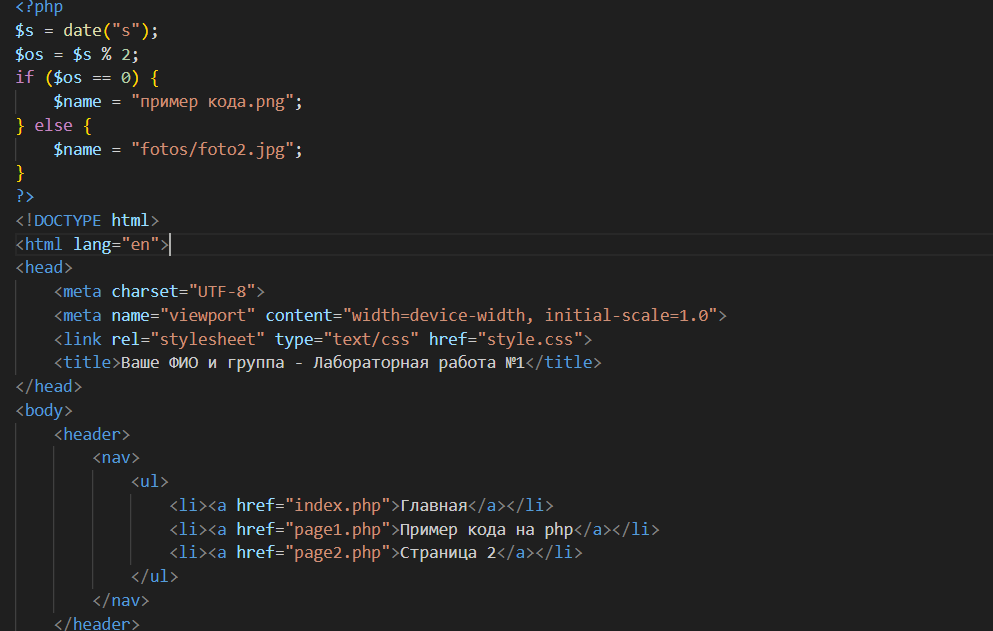 <?php
$s = date("s");
$os = $s % 2;
if ($os == 0) {
    $name = "пример кода.png";
} else {
    $name = "fotos/foto2.jpg";
}
?>
<!DOCTYPE html>
<html lang="en">
<head>
    <meta charset="UTF-8">
    <meta name="viewport" content="width=device-width, initial-scale=1.0">
    <link rel="stylesheet" type="text/css" href="style.css">
    <title>Ваше ФИО и группа - Лабораторная работа №1</title>
</head>
<body>
    <header>
        <nav>
            <ul>
                <li><a href="index.php">Главная</a></li>
                <li><a href="page1.php">Пример кода на php</a></li>
                <li><a href="page2.php">Страница 2</a></li>
            </ul>
        </nav>
    </header>